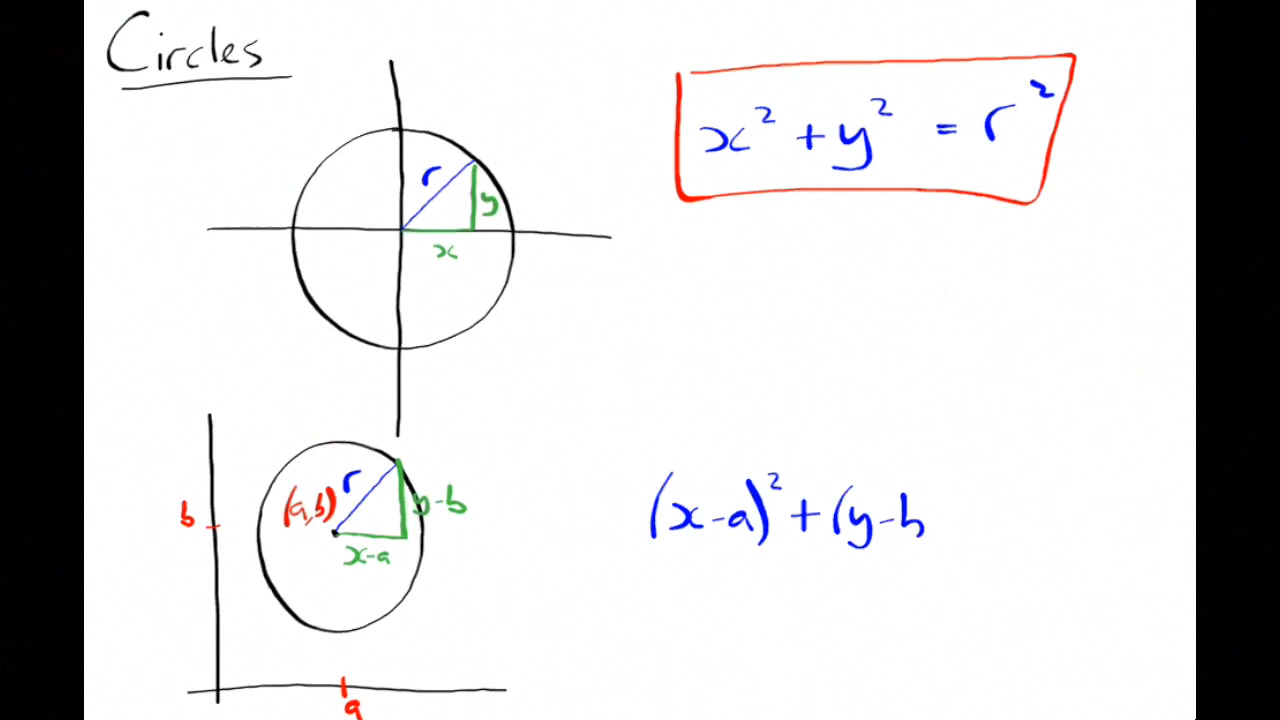 Circles
x² + y² = r²
r
y
x
r
(a,b)
y-b
b
x-a
(x-a)² + (y-b
a